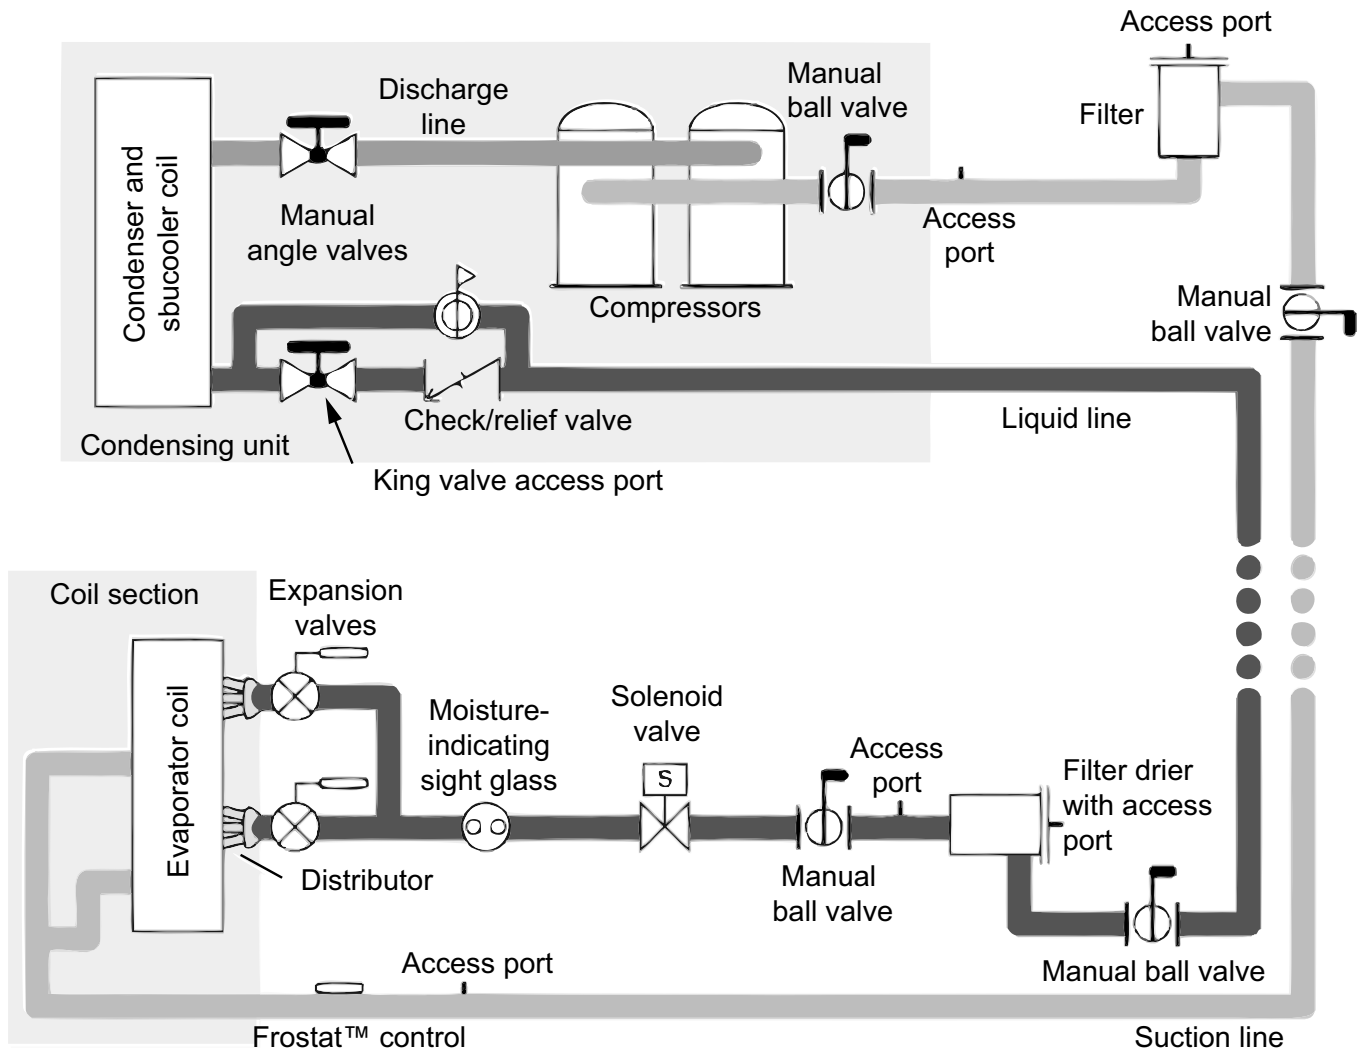 Access port
Manual
ball valve
Discharge
line
Filter
Condenser and
sbucooler coil
Manual
angle valves
Access
port
Compressors
Manual
ball valve
Check/relief valve
Liquid line
Condensing unit
King valve access port
Coil section
Expansion
valves
Evaporator coil
Moisture-
indicating
sight glass
Solenoid
valve
S
Access
port
Filter drier
with access
port
Distributor
Manual
ball valve
Access port
Manual ball valve
Frostat™ control
Suction line